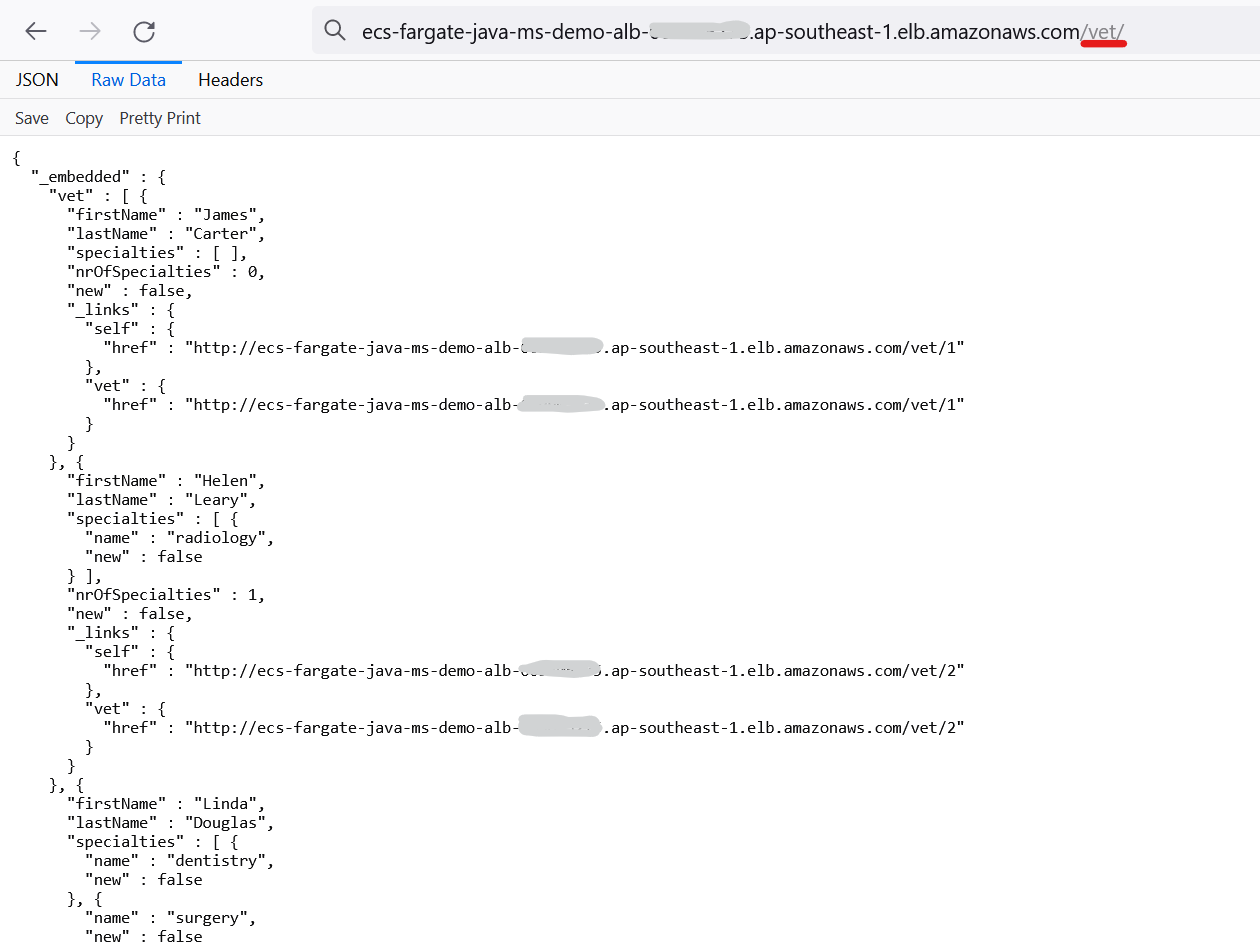 ecs-fargate-java-ms-demo-alb- .ap-southeast-1.elb.amazonaws.com/vet/
JSON Raw Data Headers
Save Copy Pretty Print
{
  "_embedded" : {
    "vet" : [ {
      "firstName" : "James",
      "lastName" : "Carter",
      "specialties" : [ ],
      "nrOfSpecialties" : 0,
      "new" : false,
      "_links" : {
        "self" : {
          "href" : "http://ecs-fargate-java-ms-demo-alb- .ap-southeast-1.elb.amazonaws.com/vet/1"
        },
        "vet" : {
          "href" : "http://ecs-fargate-java-ms-demo-alb- .ap-southeast-1.elb.amazonaws.com/vet/1"
        }
      }
    }, {
      "firstName" : "Helen",
      "lastName" : "Leary",
      "specialties" : [ {
        "name" : "radiology",
        "new" : false
      } ],
      "nrOfSpecialties" : 1,
      "new" : false,
      "_links" : {
        "self" : {
          "href" : "http://ecs-fargate-java-ms-demo-alb- .ap-southeast-1.elb.amazonaws.com/vet/2"
        },
        "vet" : {
          "href" : "http://ecs-fargate-java-ms-demo-alb- .ap-southeast-1.elb.amazonaws.com/vet/2"
        }
      }
    }, {
      "firstName" : "Linda",
      "lastName" : "Douglas",
      "specialties" : [ {
        "name" : "dentistry",
        "new" : false
      }, {
        "name" : "surgery",
        "new" : false